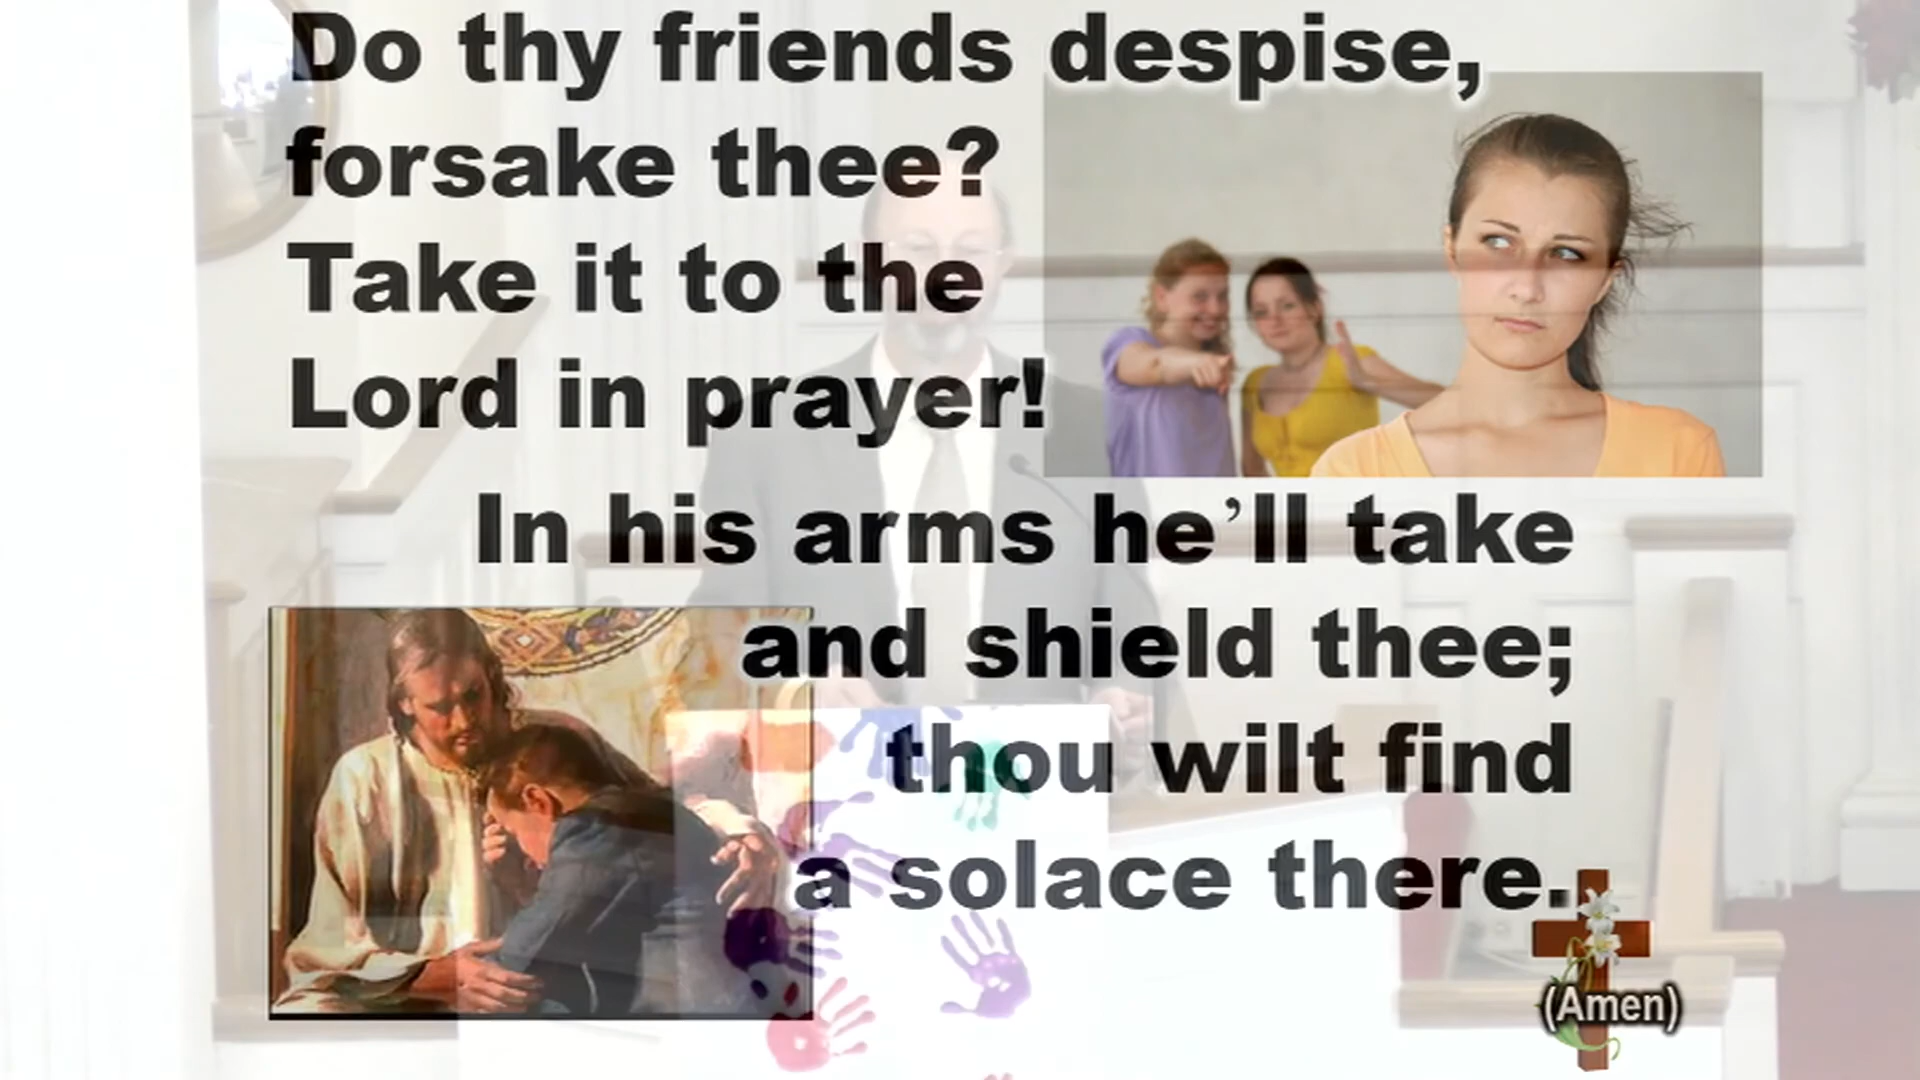 Do thy friends despise,
forsake thee?
Take it to the
Lord in prayer!
In his arms he’ll take
and shield thee;
thou wilt find
a solace there.
(Amen)